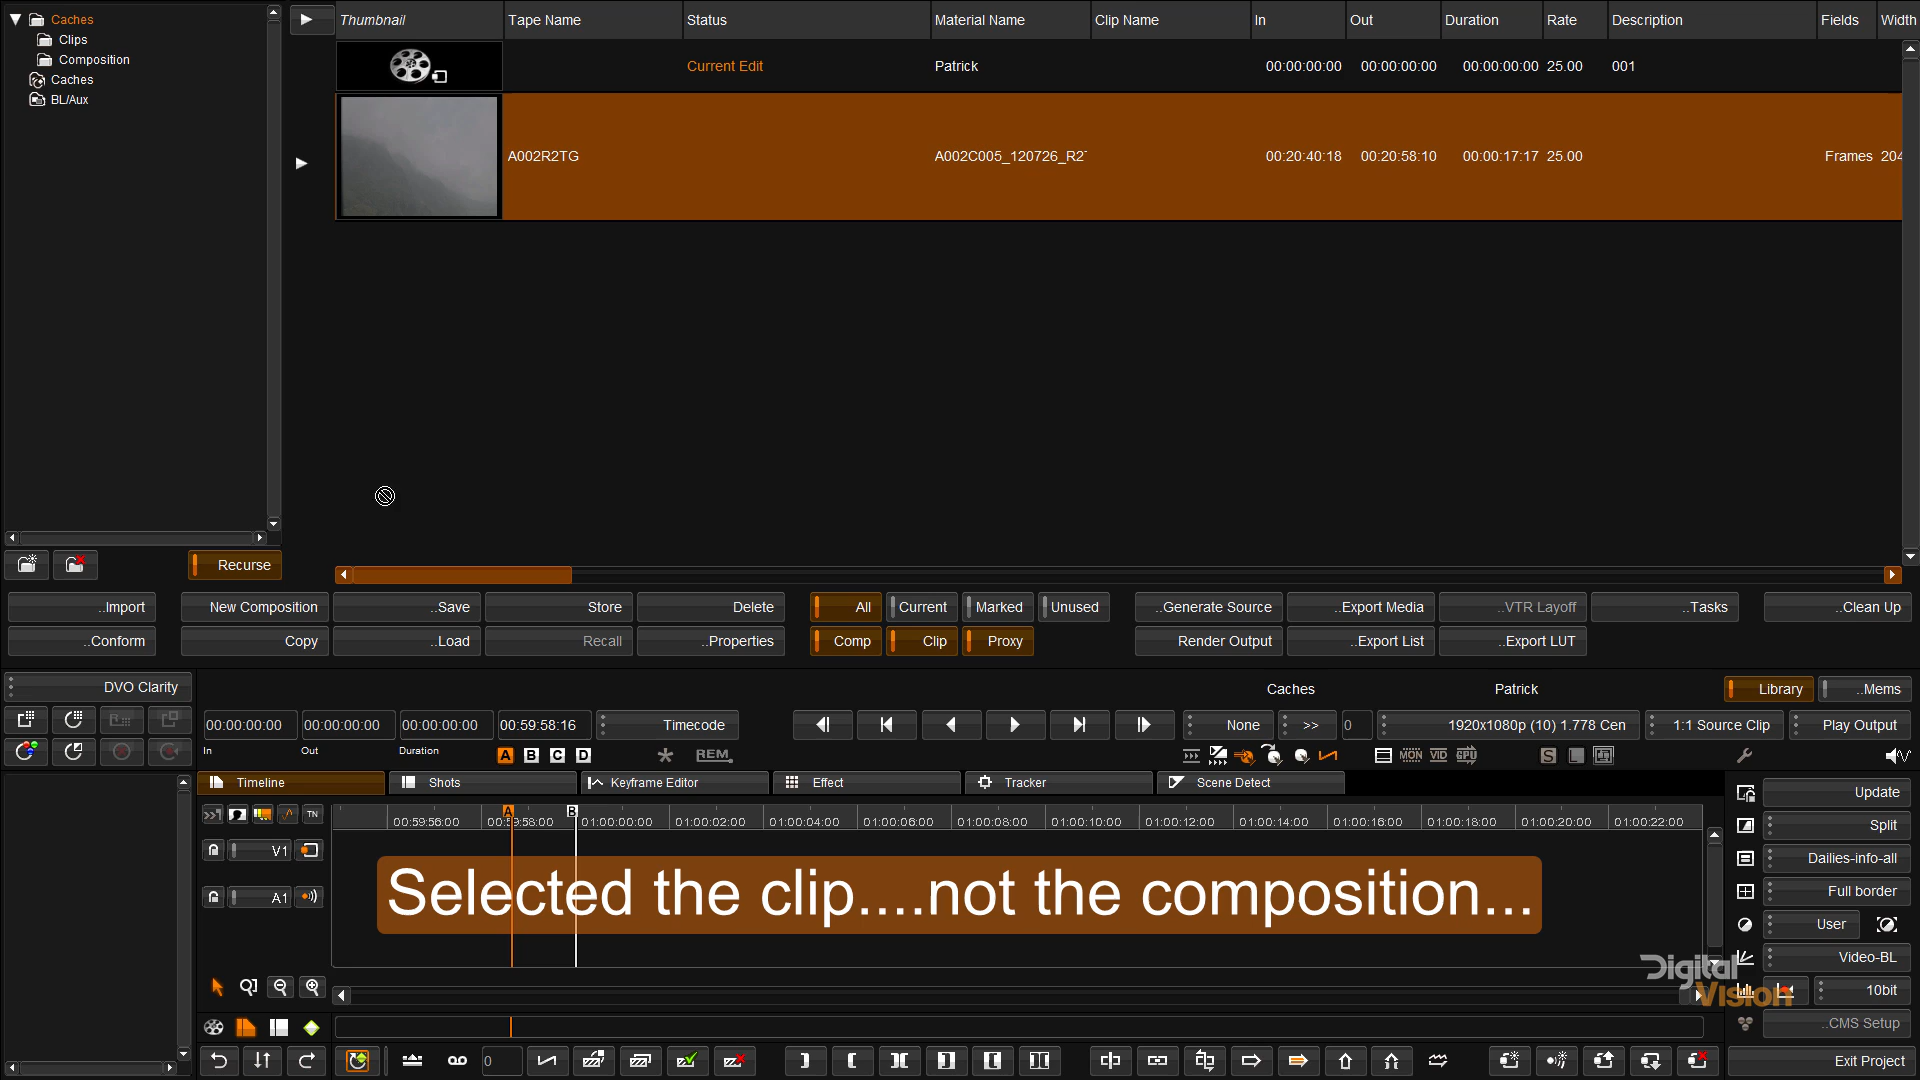 Caches
Clips
Composition
Caches
BL/Aux
Thumbnail Tape Name Status Material Name Clip Name In Out Duration Rate Description Fields Width
Current Edit Patrick 00:00:00:00 00:00:00:00 00:00:00:00 25.00 001
A002R2TG A002C005_120726_R2 00:20:40:18 00:20:58:10 00:00:17:17 25.00 Frames 204
Recurse
..Import New Composition ..Save Store Delete All Current Marked Unused ..Generate Source ..Export Media ..VTR Layoff ..Tasks ..Clean Up
..Conform Copy ..Load Recall ..Properties Comp Clip Proxy Render Output ..Export List ..Export LUT
DVO Clarity Caches Patrick Library ..Mems
00:00:00:00 00:00:00:00 00:00:00:00 00:59:58:16 Timecode None >> 0 1920x1080p (10) 1.778 Cen 1:1 Source Clip Play Output
In Out Duration A B C D * REM. MON VID GPU S
Timeline Shots Keyframe Editor Effect Tracker Scene Detect
Update
TN A B
00:59:56:00 00:59:58:00 01:00:00:00 01:00:02:00 01:00:04:00 01:00:06:00 01:00:08:00 01:00:10:00 01:00:12:00 01:00:14:00 01:00:16:00 01:00:18:00 01:00:20:00 01:00:22:00
Split
V1
Dailies-info-all
A1
Selected the clip....not the composition...
Full border
User
Video-BL
Digital Vision
10bit
..CMS Setup
0
Exit Project